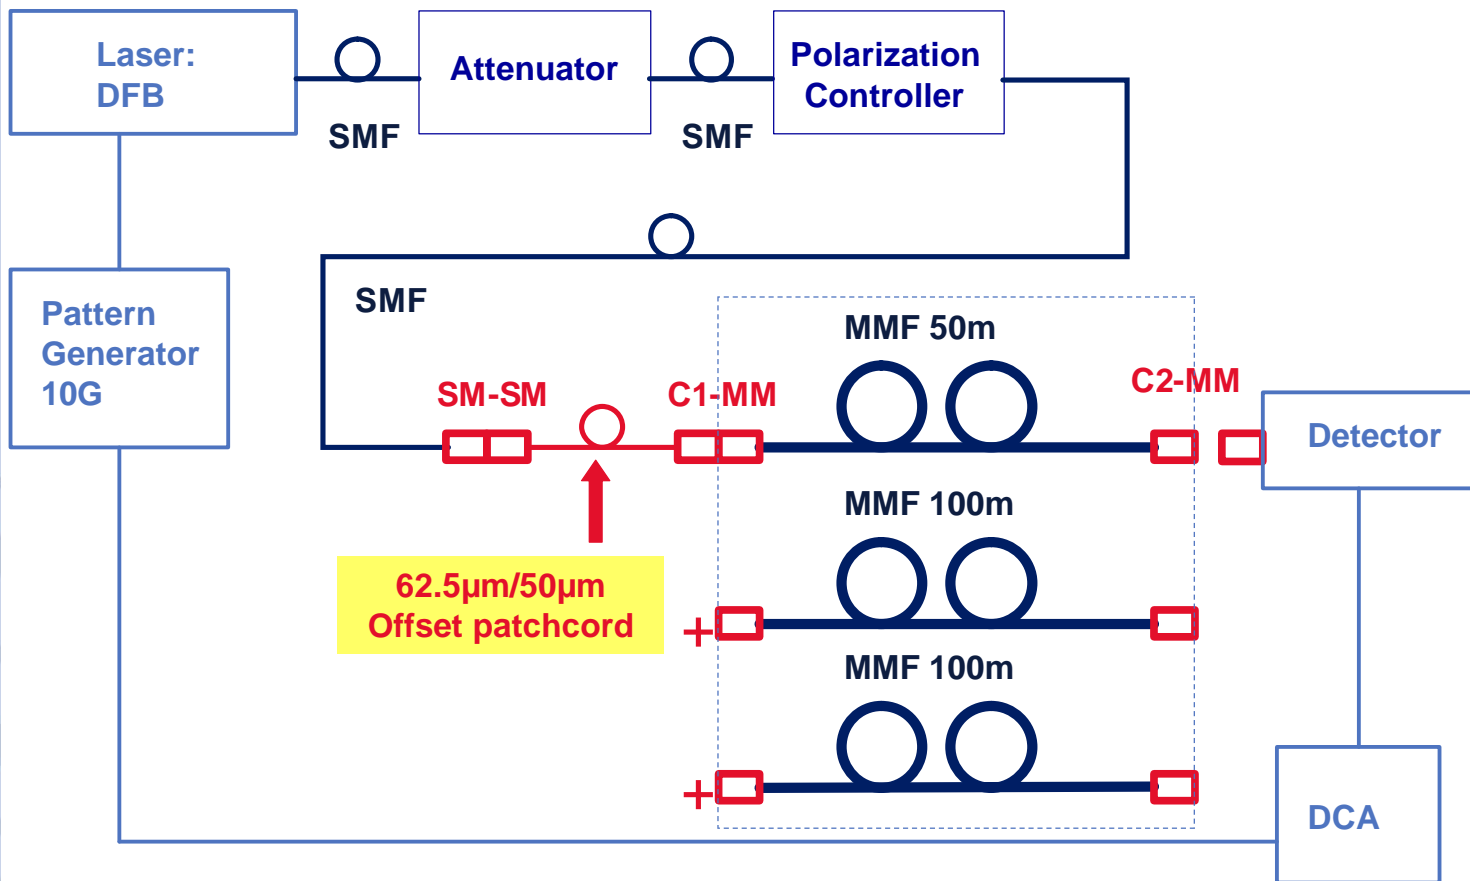 Laser:
DFB
Attenuator
Polarization
Controller
SMF
SMF
SMF
Pattern
Generator
10G
MMF 50m
SM-SM
C1-MM
C2-MM
Detector
MMF 100m
62.5µm/50µm
Offset patchcord
+
MMF 100m
+
DCA